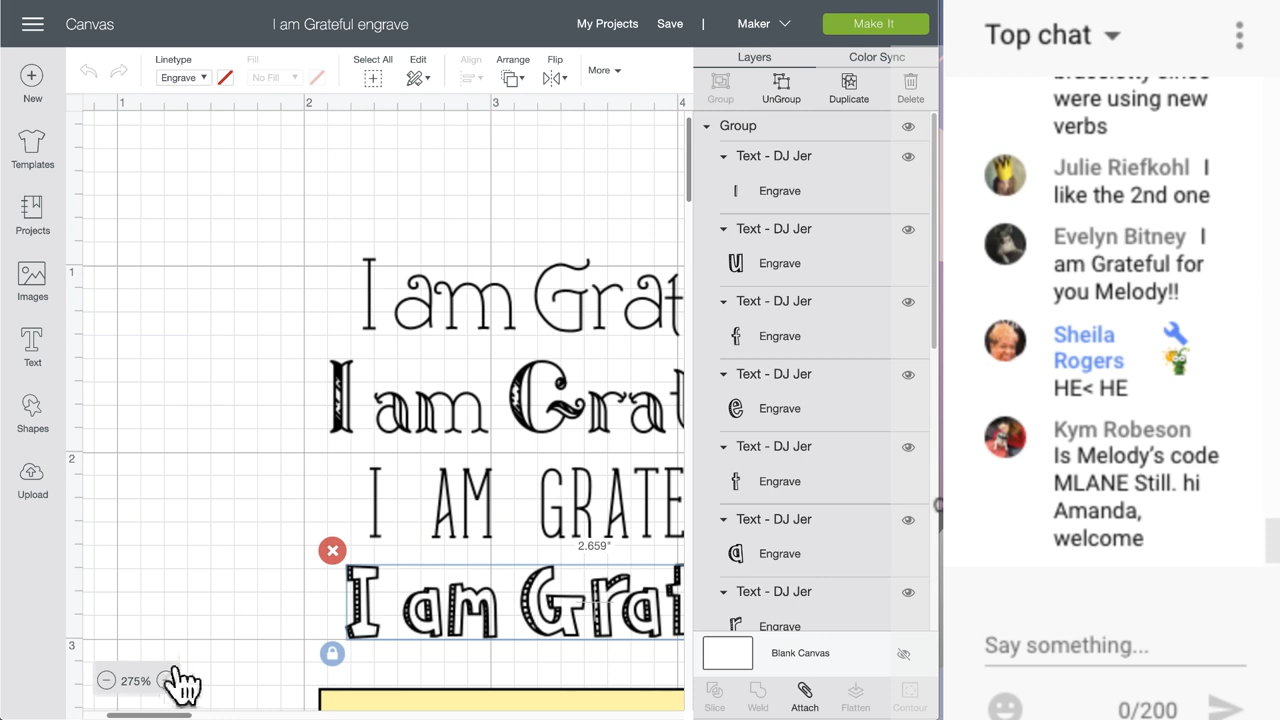 Canvas
I am Grateful engrave
My Projects
Save
|
Maker
Make It
New
Templates
Projects
Images
Text
Shapes
Upload
Linetype
Engrave
Fill
No Fill
Select All
Edit
Align
Arrange
Flip
More
1
2
3
4
1
2
3
I am Grat
I am Grat
I AM GRATE
2.659"
I am Grat
275%
Layers
Color Sync
Group
UnGroup
Duplicate
Delete
Group
Text - DJ Jer
I Engrave
Text - DJ Jer
u Engrave
Text - DJ Jer
f Engrave
Text - DJ Jer
e Engrave
Text - DJ Jer
t Engrave
Text - DJ Jer
a Engrave
Text - DJ Jer
r Engrave
Blank Canvas
Slice
Weld
Attach
Flatten
Contour
Top chat
were using new
verbs
Julie Riefkohl I
like the 2nd one
Evelyn Bitney I
am Grateful for
you Melody!!
Sheila
Rogers
HE< HE
Kym Robeson
Is Melody's code
MLANE Still. hi
Amanda,
welcome
Say something...
0/200